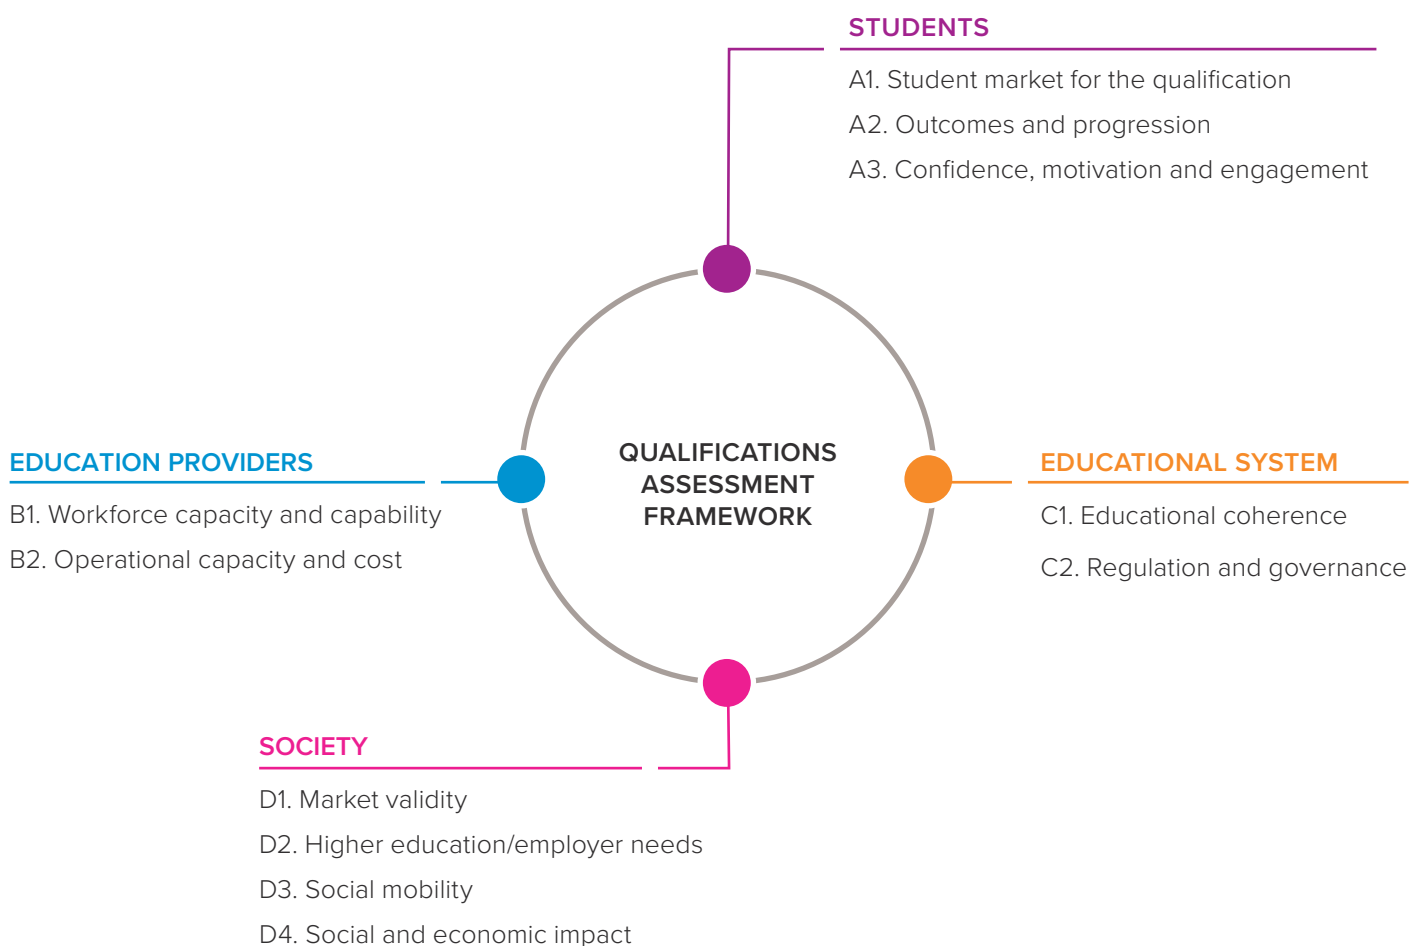 STUDENTS
A1. Student market for the qualification
A2. Outcomes and progression
A3. Confidence, motivation and engagement
QUALIFICATIONS
ASSESSMENT
FRAMEWORK
EDUCATION PROVIDERS
B1. Workforce capacity and capability
B2. Operational capacity and cost
EDUCATIONAL SYSTEM
C1. Educational coherence
C2. Regulation and governance
SOCIETY
D1. Market validity
D2. Higher education/employer needs
D3. Social mobility
D4. Social and economic impact